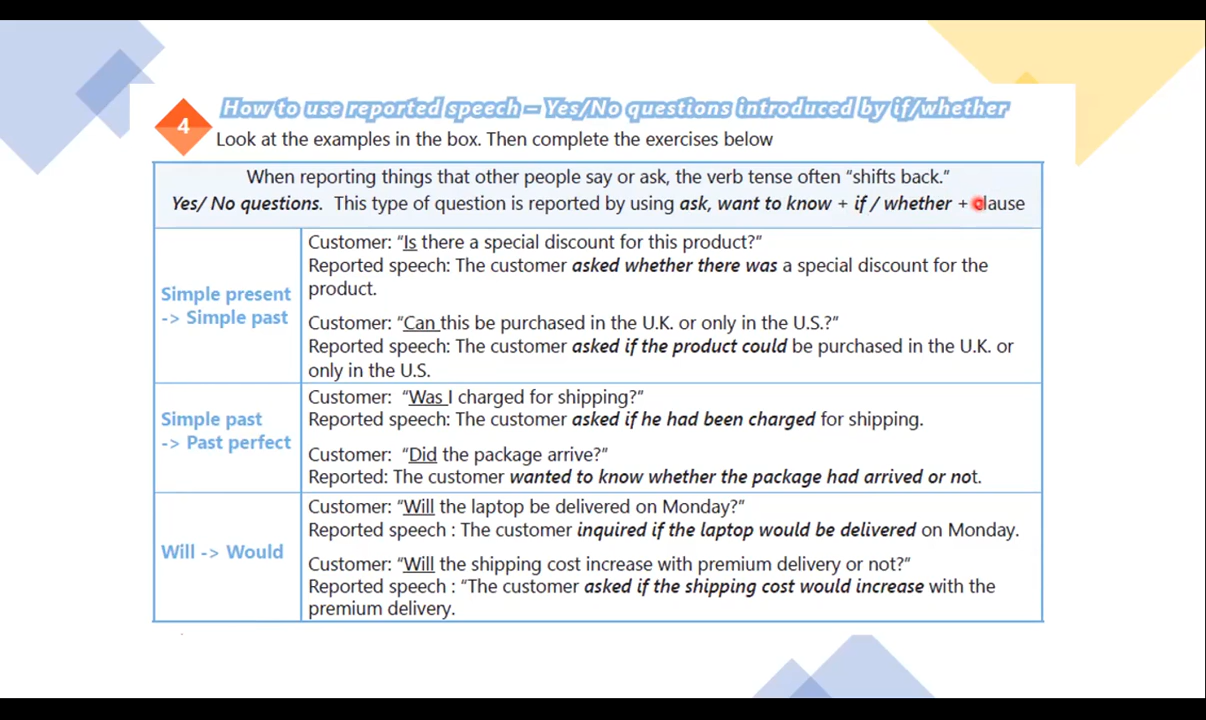 How to use reported speech – Yes/No questions introduced by if/whether
4
Look at the examples in the box. Then complete the exercises below
When reporting things that other people say or ask, the verb tense often “shifts back.”
Yes/ No questions. This type of question is reported by using ask, want to know + if / whether + clause
Simple present
-> Simple past
Customer: “Is there a special discount for this product?”
Reported speech: The customer asked whether there was a special discount for the
product.
Customer: “Can this be purchased in the U.K. or only in the U.S.?”
Reported speech: The customer asked if the product could be purchased in the U.K. or
only in the U.S.
Simple past
-> Past perfect
Customer: “Was I charged for shipping?”
Reported speech: The customer asked if he had been charged for shipping.
Customer: “Did the package arrive?”
Reported: The customer wanted to know whether the package had arrived or not.
Will -> Would
Customer: “Will the laptop be delivered on Monday?”
Reported speech : The customer inquired if the laptop would be delivered on Monday.
Customer: “Will the shipping cost increase with premium delivery or not?”
Reported speech : “The customer asked if the shipping cost would increase with the
premium delivery.